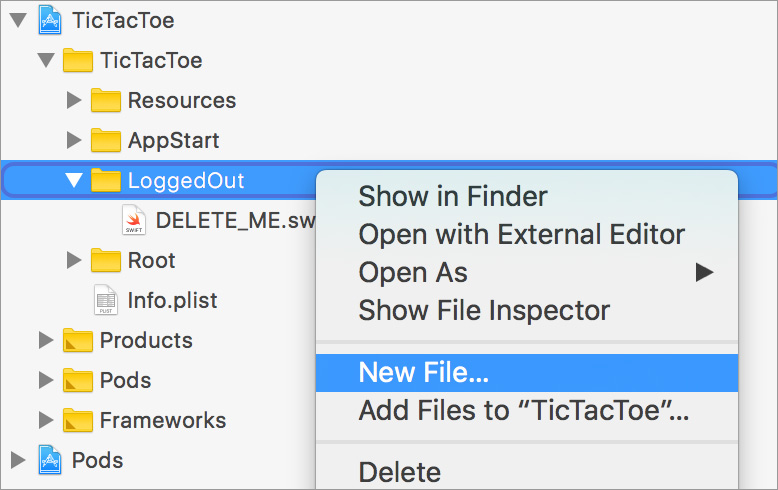 TicTacToe
TicTacToe
Resources
AppStart
LoggedOut
SWIFT DELETE_ME.sw
Root
PLIST Info.plist
Products
Pods
Frameworks
Pods
Show in Finder
Open with External Editor
Open As
Show File Inspector
New File...
Add Files to “TicTacToe”...
Delete